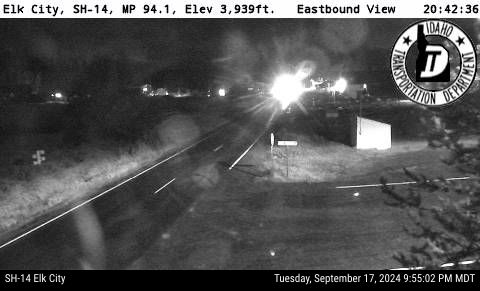 Elk City, SH-14, MP 94.1, Elev 3,939ft. Eastbound View 20:42:36
IDAHO
TRANSPORTATION DEPARTMENT
SH-14 Elk City Tuesday, September 17, 2024 9:55:02 PM MDT